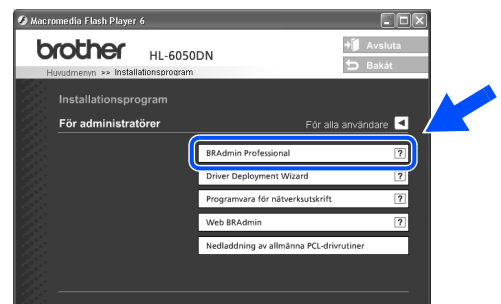 Macromedia Flash Player 6
brother HL-6050DN
Avsluta
Bakåt
Huvudmenyn >> Installationsprogram
Installationsprogram
För administratörer
För alla användare
BRAdmin Professional ?
Driver Deployment Wizard ?
Programvara för nätverksutskrift ?
Web BRAdmin ?
Nedladdning av allmänna PCL-drivrutiner